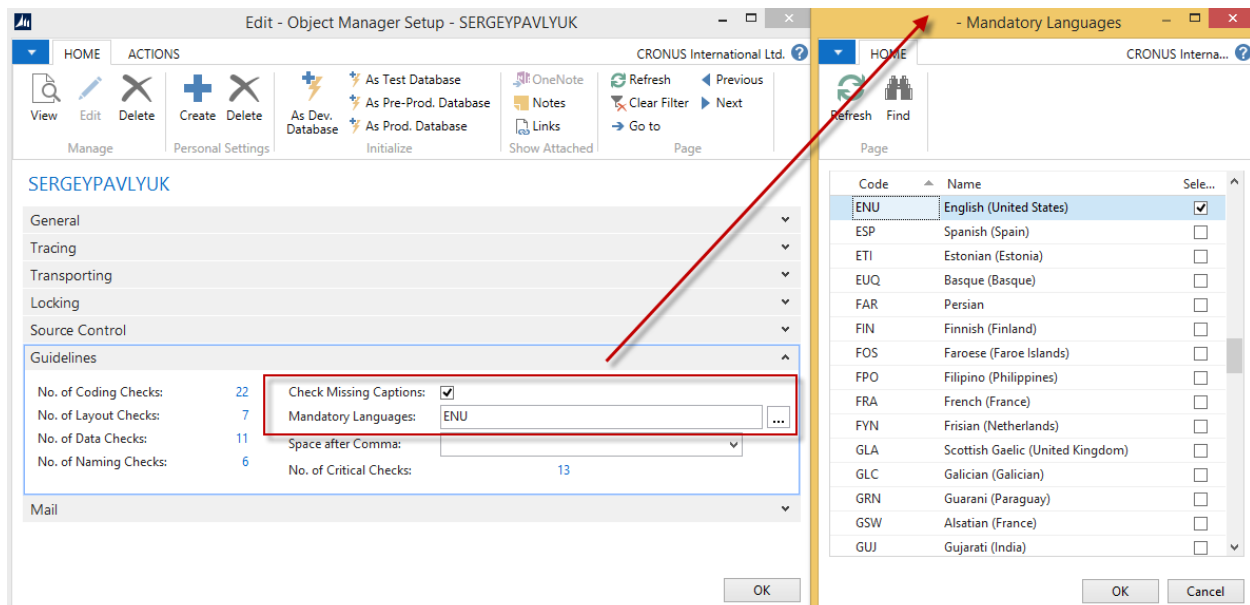 Edit - Object Manager Setup - SERGEYPAVLYUK
HOME ACTIONS CRONUS International Ltd.
View Edit Delete
Manage
Create Delete
Personal Settings
As Dev. Database
As Test Database
As Pre-Prod. Database
As Prod. Database
Initialize
OneNote
Notes
Links
Show Attached
Refresh
Clear Filter
Go to
Previous
Next
Page
SERGEYPAVLYUK
General
Tracing
Transporting
Locking
Source Control
Guidelines
No. of Coding Checks: 22
No. of Layout Checks: 7
No. of Data Checks: 11
No. of Naming Checks: 6
Check Missing Captions:
Mandatory Languages: ENU ...
Space after Comma:
No. of Critical Checks: 13
Mail
OK
- Mandatory Languages
HOME CRONUS Interna...
Refresh Find
Page
Code Name Sele...
ENU English (United States)
ESP Spanish (Spain)
ETI Estonian (Estonia)
EUQ Basque (Basque)
FAR Persian
FIN Finnish (Finland)
FOS Faroese (Faroe Islands)
FPO Filipino (Philippines)
FRA French (France)
FYN Frisian (Netherlands)
GLA Scottish Gaelic (United Kingdom)
GLC Galician (Galician)
GRN Guarani (Paraguay)
GSW Alsatian (France)
GUJ Gujarati (India)
OK Cancel